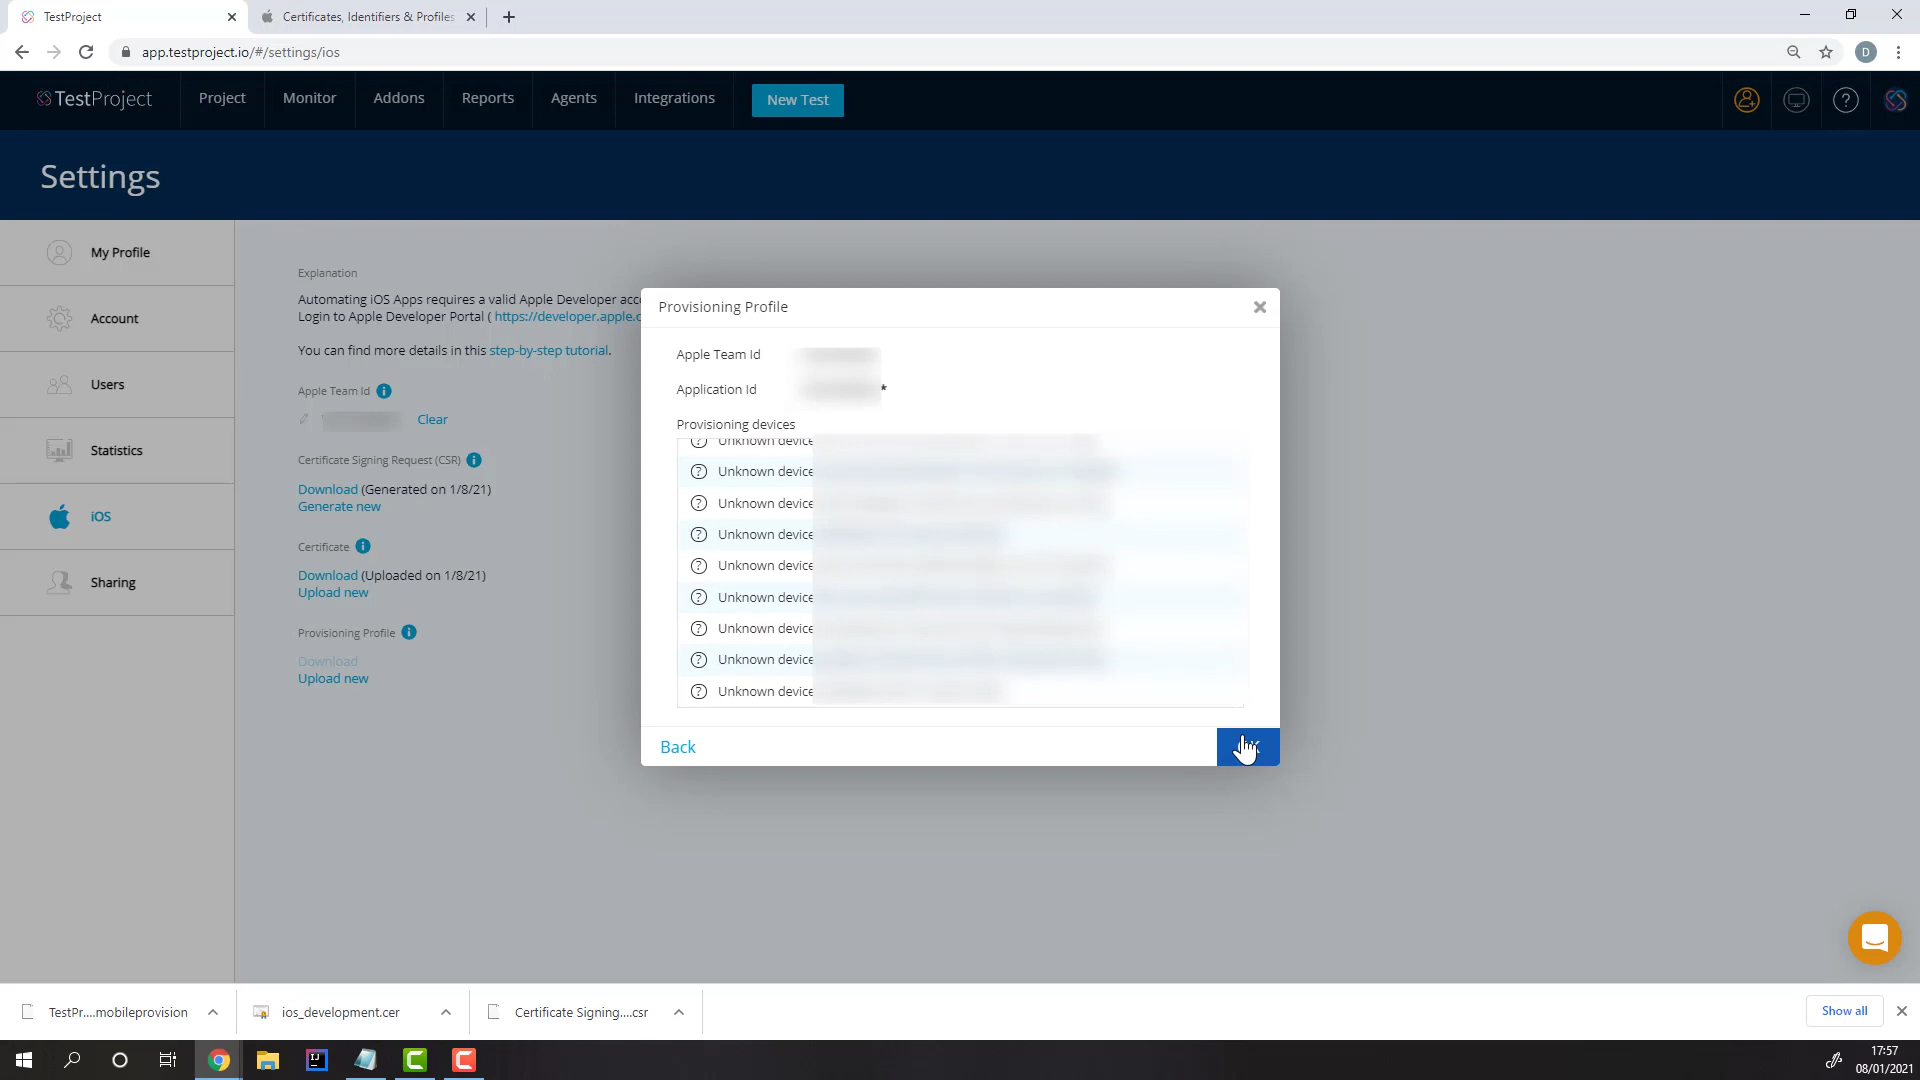 TestProject
Certificates, Identifiers & Profiles
app.testproject.io/#/settings/ios
D
TestProject
Project
Monitor
Addons
Reports
Agents
Integrations
New Test
Settings
My Profile
Account
Users
Statistics
iOS
Sharing
Explanation
Automating iOS Apps requires a valid Apple Developer acc
Login to Apple Developer Portal ( https://developer.apple.c
You can find more details in this step-by-step tutorial.
Apple Team Id
Clear
Certificate Signing Request (CSR)
Download (Generated on 1/8/21)
Generate new
Certificate
Download (Uploaded on 1/8/21)
Upload new
Provisioning Profile
Download
Upload new
Provisioning Profile
Apple Team Id
Application Id *
Provisioning devices
Unknown device
Unknown device
Unknown device
Unknown device
Unknown device
Unknown device
Unknown device
Unknown device
Unknown device
Back
TestPr....mobileprovision
ios_development.cer
Certificate Signing....csr
Show all
17:57
08/01/2021